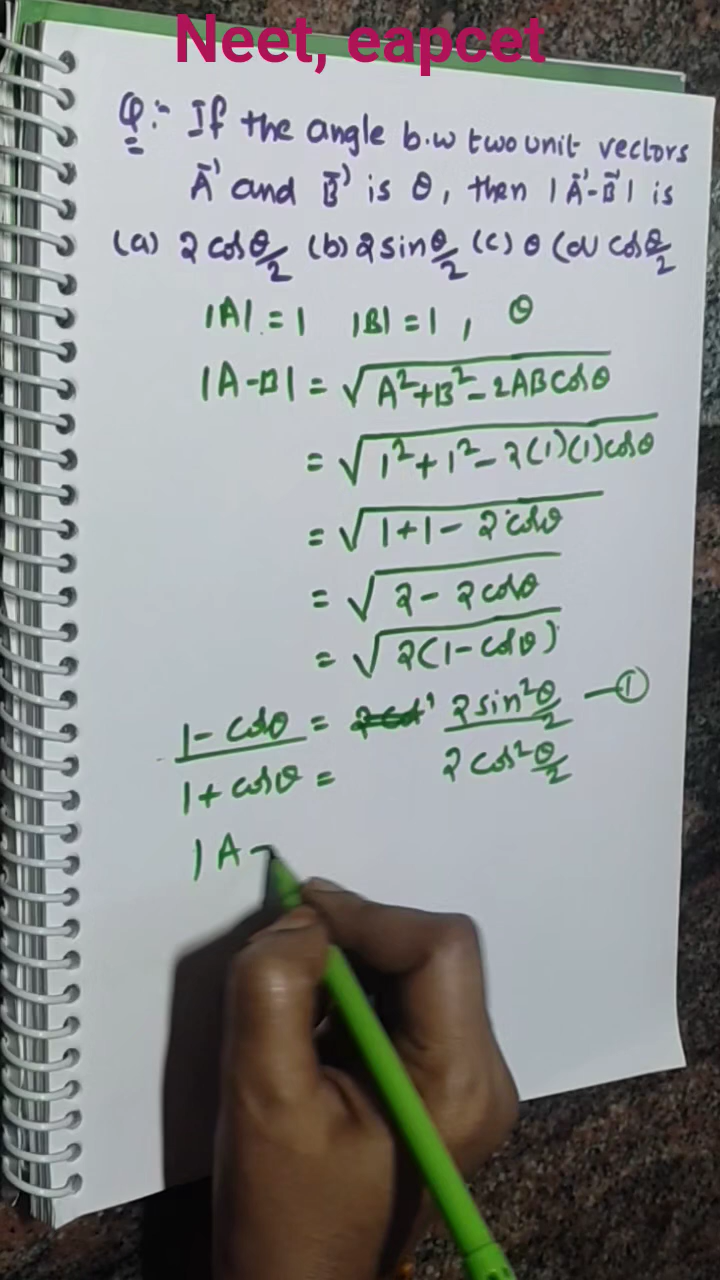 Neet, eapcet
Q:- If the angle b.w two unit vectors
A⃗ and B⃗ is θ, then |A⃗-B⃗| is
(a) 2cosθ/2 (b) 2sinθ/2 (c) θ (d) cosθ/2
|A| = 1 |B| = 1, θ
|A-B| = √A²+B²-2ABcosθ
= √1²+1²-2(1)(1)cosθ
= √1+1-2cosθ
= √2-2cosθ
= √2(1-cosθ)
1-cosθ = 2sin²θ/2 —①
1+cosθ = 2cos²θ/2
|A-